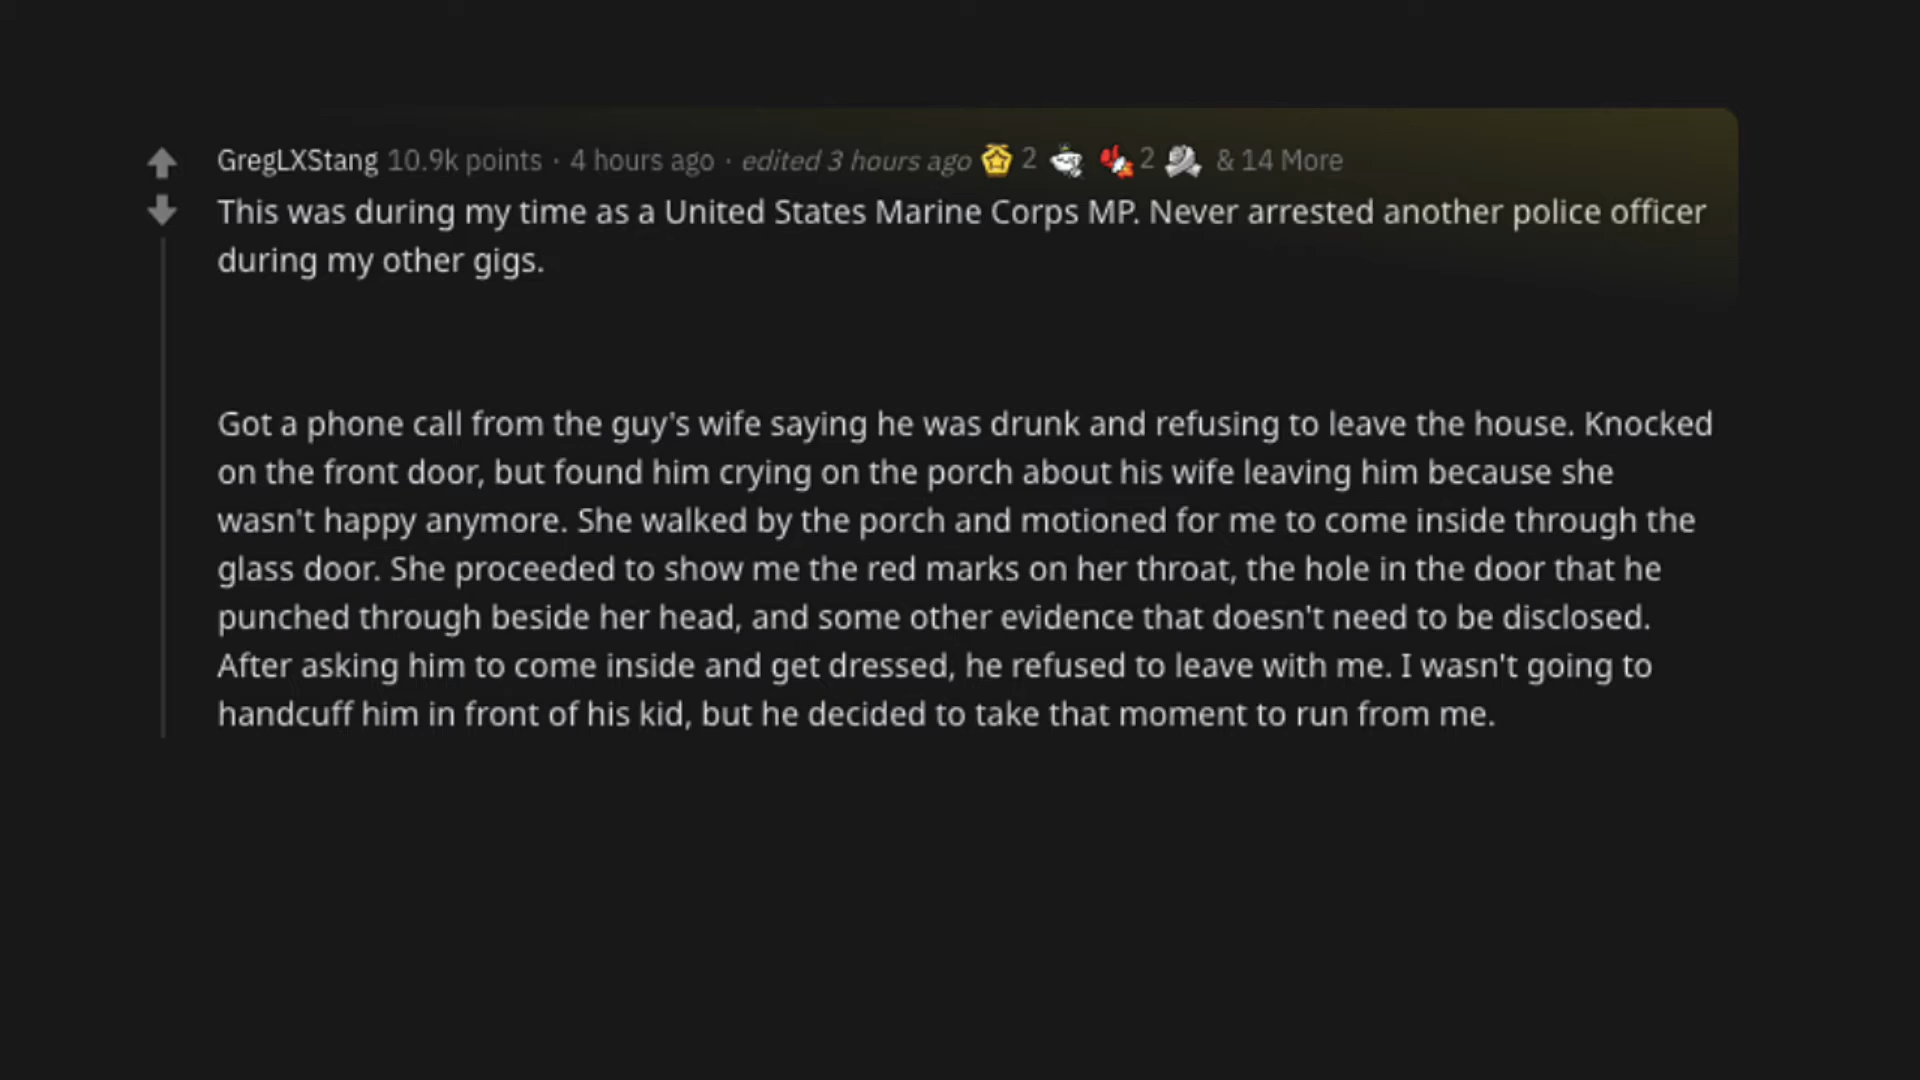 GregLXStang 10.9k points · 4 hours ago · edited 3 hours ago 2 2 & 14 More
This was during my time as a United States Marine Corps MP. Never arrested another police officer
during my other gigs.
Got a phone call from the guy's wife saying he was drunk and refusing to leave the house. Knocked
on the front door, but found him crying on the porch about his wife leaving him because she
wasn't happy anymore. She walked by the porch and motioned for me to come inside through the
glass door. She proceeded to show me the red marks on her throat, the hole in the door that he
punched through beside her head, and some other evidence that doesn't need to be disclosed.
After asking him to come inside and get dressed, he refused to leave with me. I wasn't going to
handcuff him in front of his kid, but he decided to take that moment to run from me.